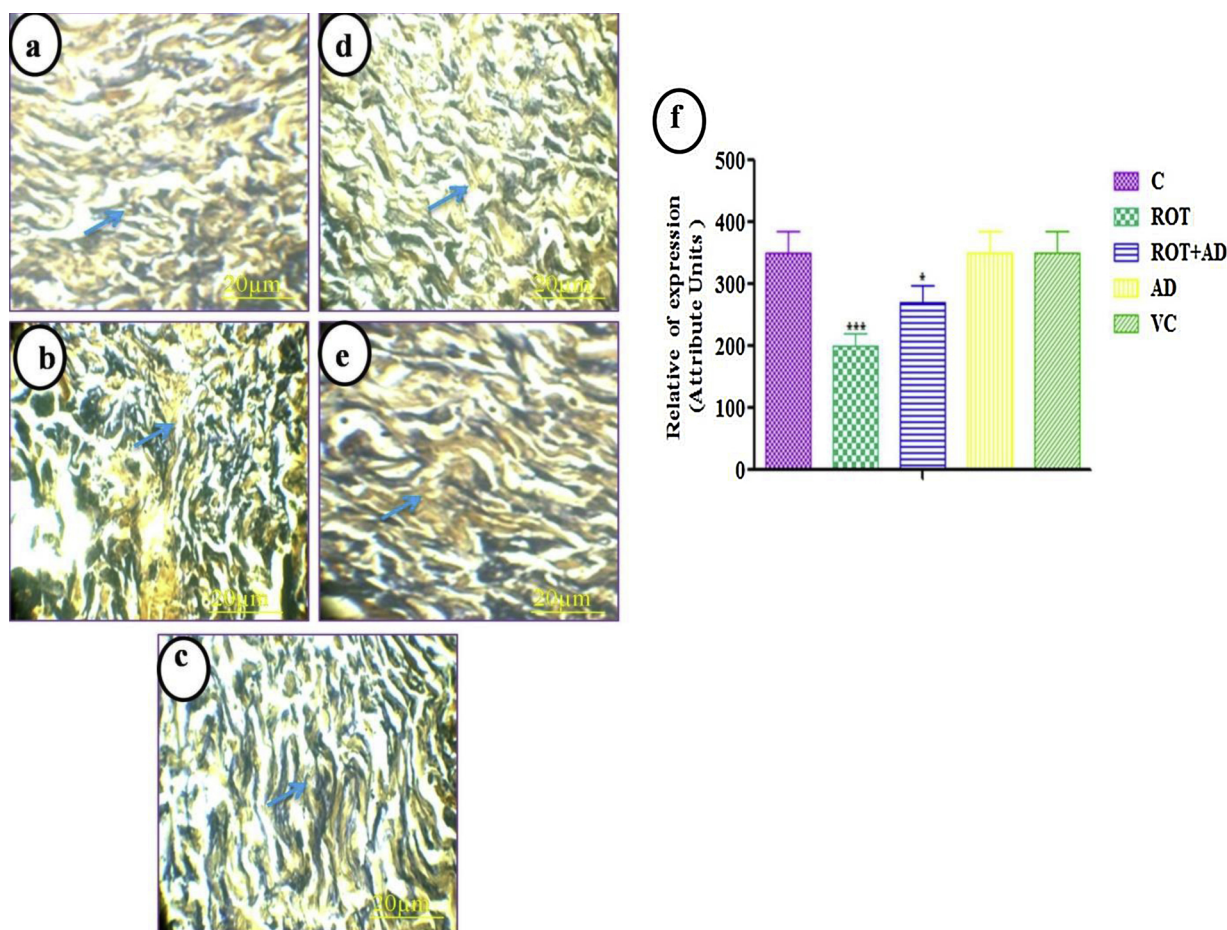 a
20μm
d
20μm
b
20μm
e
20μm
c
20μm
f
Relative of expression
(Attribute Units )
500
400
300
200
100
0
***
*
C
ROT
ROT+AD
AD
VC